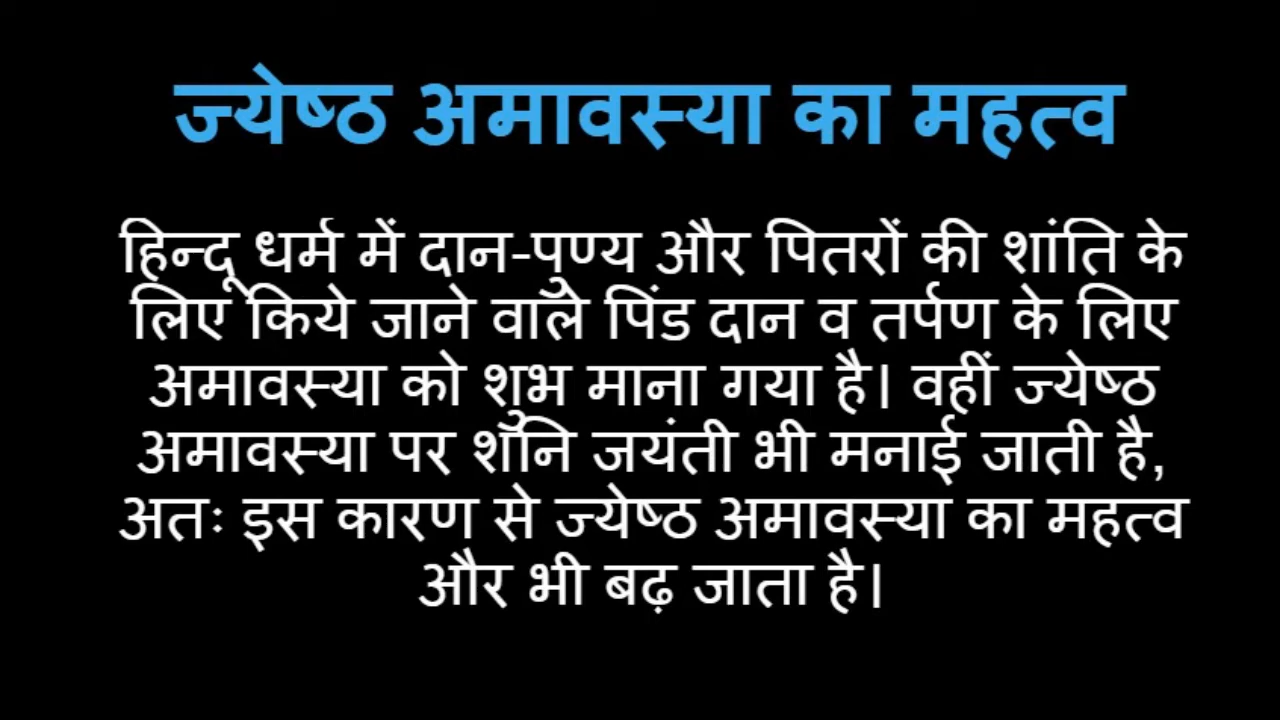 ज्येष्ठ अमावस्या का महत्व
हिन्दू धर्म में दान-पुण्य और पितरों की शांति के
लिए किये जाने वाले पिंड दान व तर्पण के लिए
अमावस्या को शुभ माना गया है। वहीं ज्येष्ठ
अमावस्या पर शनि जयंती भी मनाई जाती है,
अतः इस कारण से ज्येष्ठ अमावस्या का महत्व
और भी बढ़ जाता है।